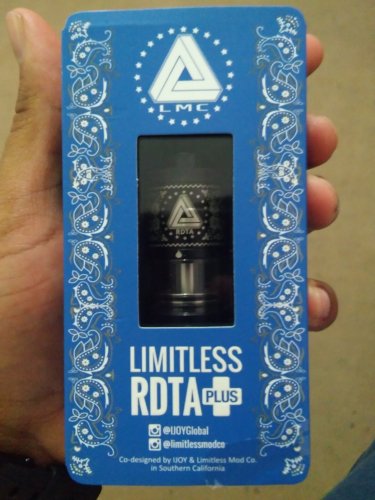 LMC
RDTA
LIMITLESS
RDTA PLUS
@IJOYGlobal
@limitlessmodco
Co-designed by IJOY & Limitless Mod Co.
in Southern California